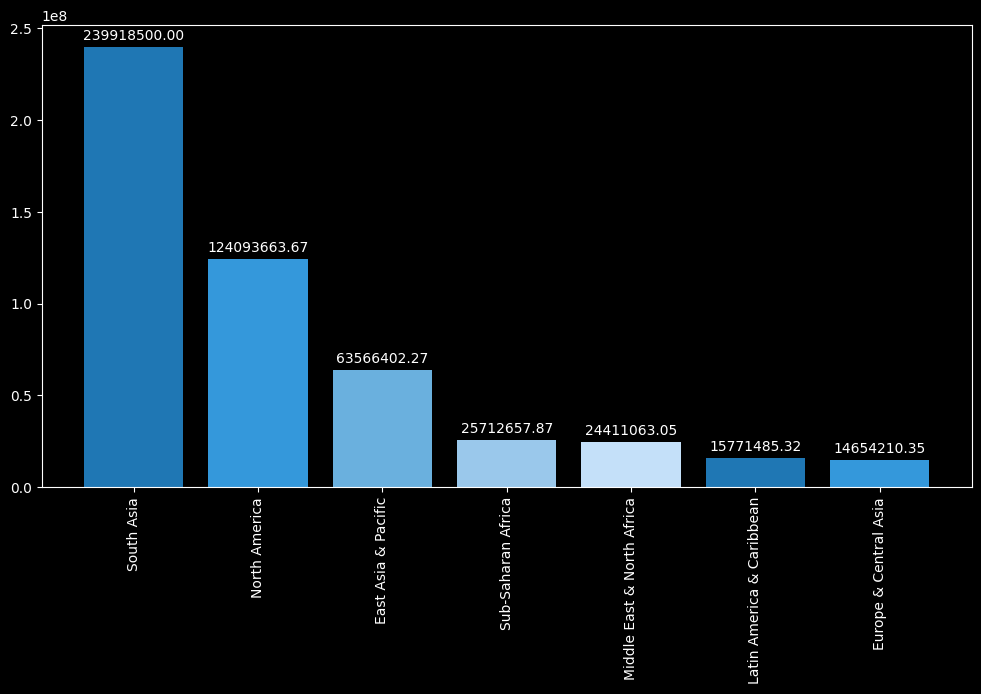 1e8
2.5
2.0
1.5
1.0
0.5
0.0
239918500.00
124093663.67
63566402.27
25712657.87
24411063.05
15771485.32
14654210.35
South Asia
North America
East Asia & Pacific
Sub-Saharan Africa
Middle East & North Africa
Latin America & Caribbean
Europe & Central Asia